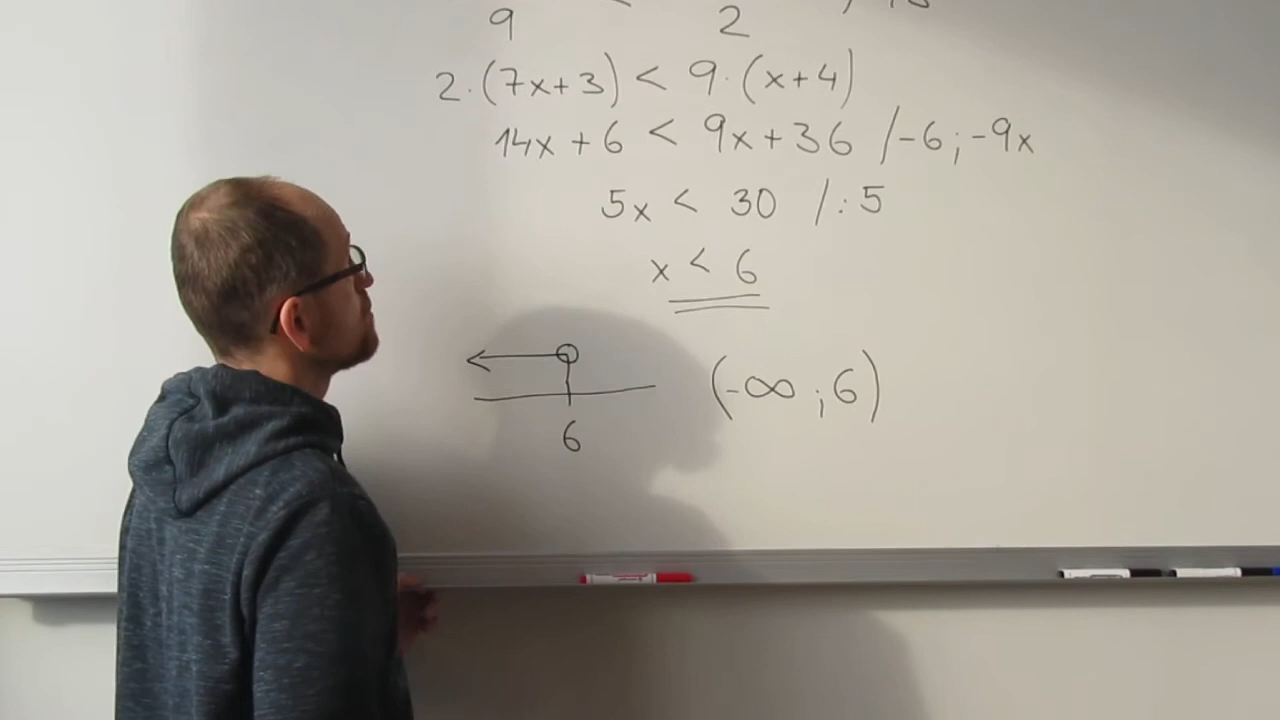 9 2
2·(7x+3) < 9·(x+4)
14x+6 < 9x+36 /-6;-9x
5x < 30 /:5
x < 6
6
(-∞;6)